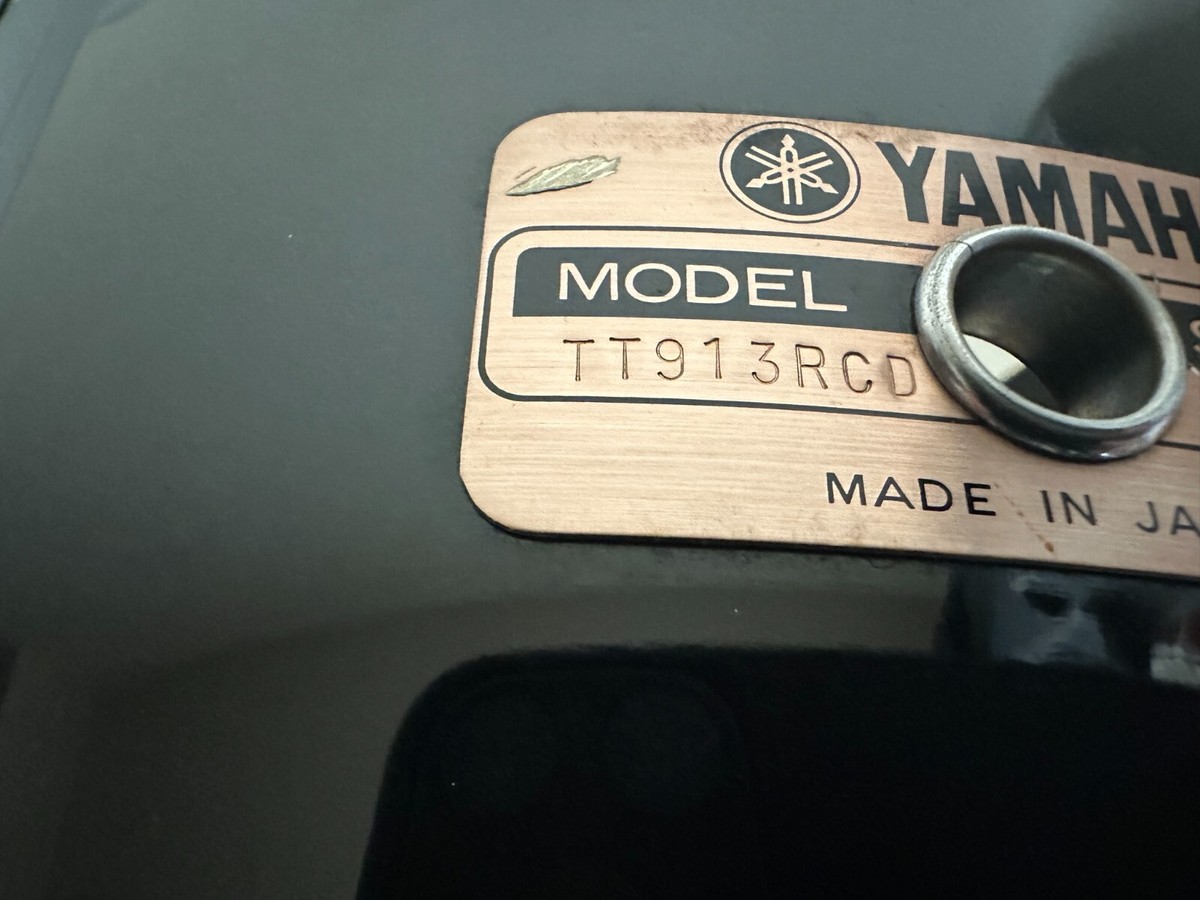 YAMAH
MODEL S
TT913RCD
MADE IN JA